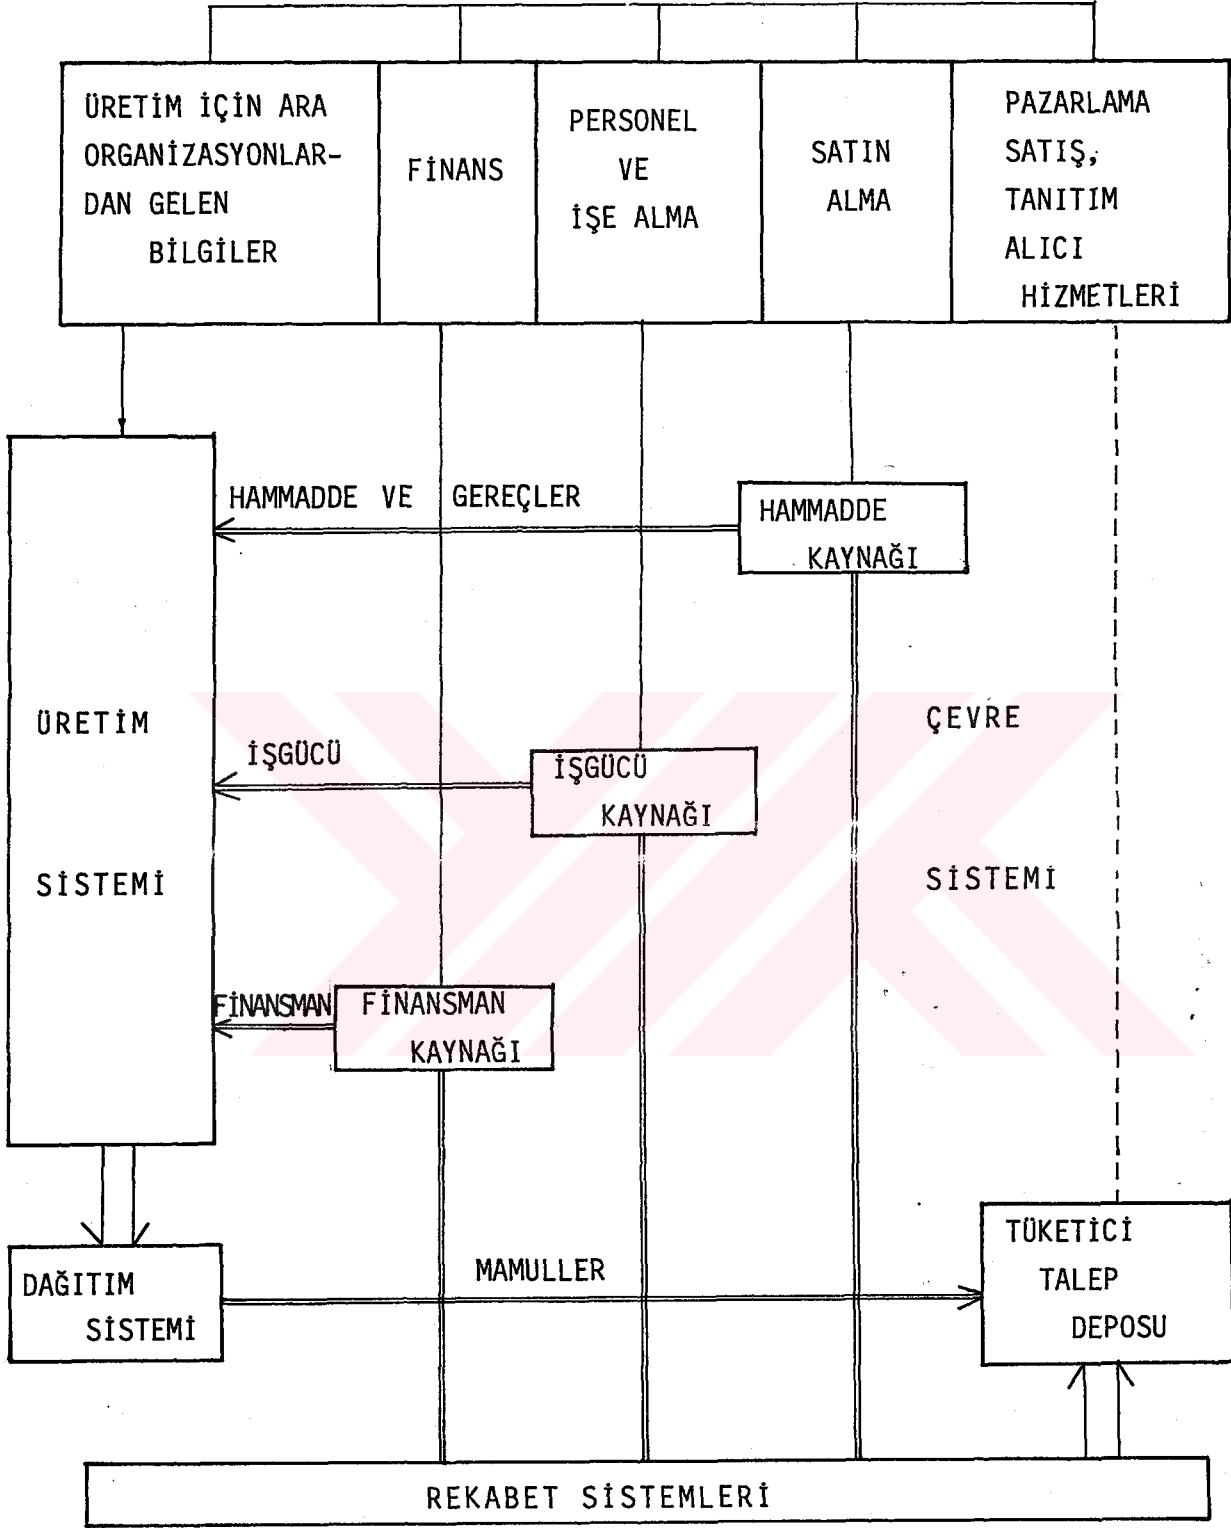 ÜRETİM İÇİN ARA
ORGANİZASYONLAR-
DAN GELEN
BİLGİLER
FİNANS
PERSONEL
VE
İŞE ALMA
SATIN
ALMA
PAZARLAMA
SATIŞ,
TANITIM
ALICI
HİZMETLERİ
HAMMADDE VE GEREÇLER
HAMMADDE
KAYNAĞI
ÜRETİM
SİSTEMİ
İŞGÜCÜ
İŞGÜCÜ
KAYNAĞI
ÇEVRE
SİSTEMİ
FİNANSMAN
FİNANSMAN
KAYNAĞI
DAĞITIM
SİSTEMİ
MAMULLER
TÜKETİCİ
TALEP
DEPOSU
REKABET SİSTEMLERİ